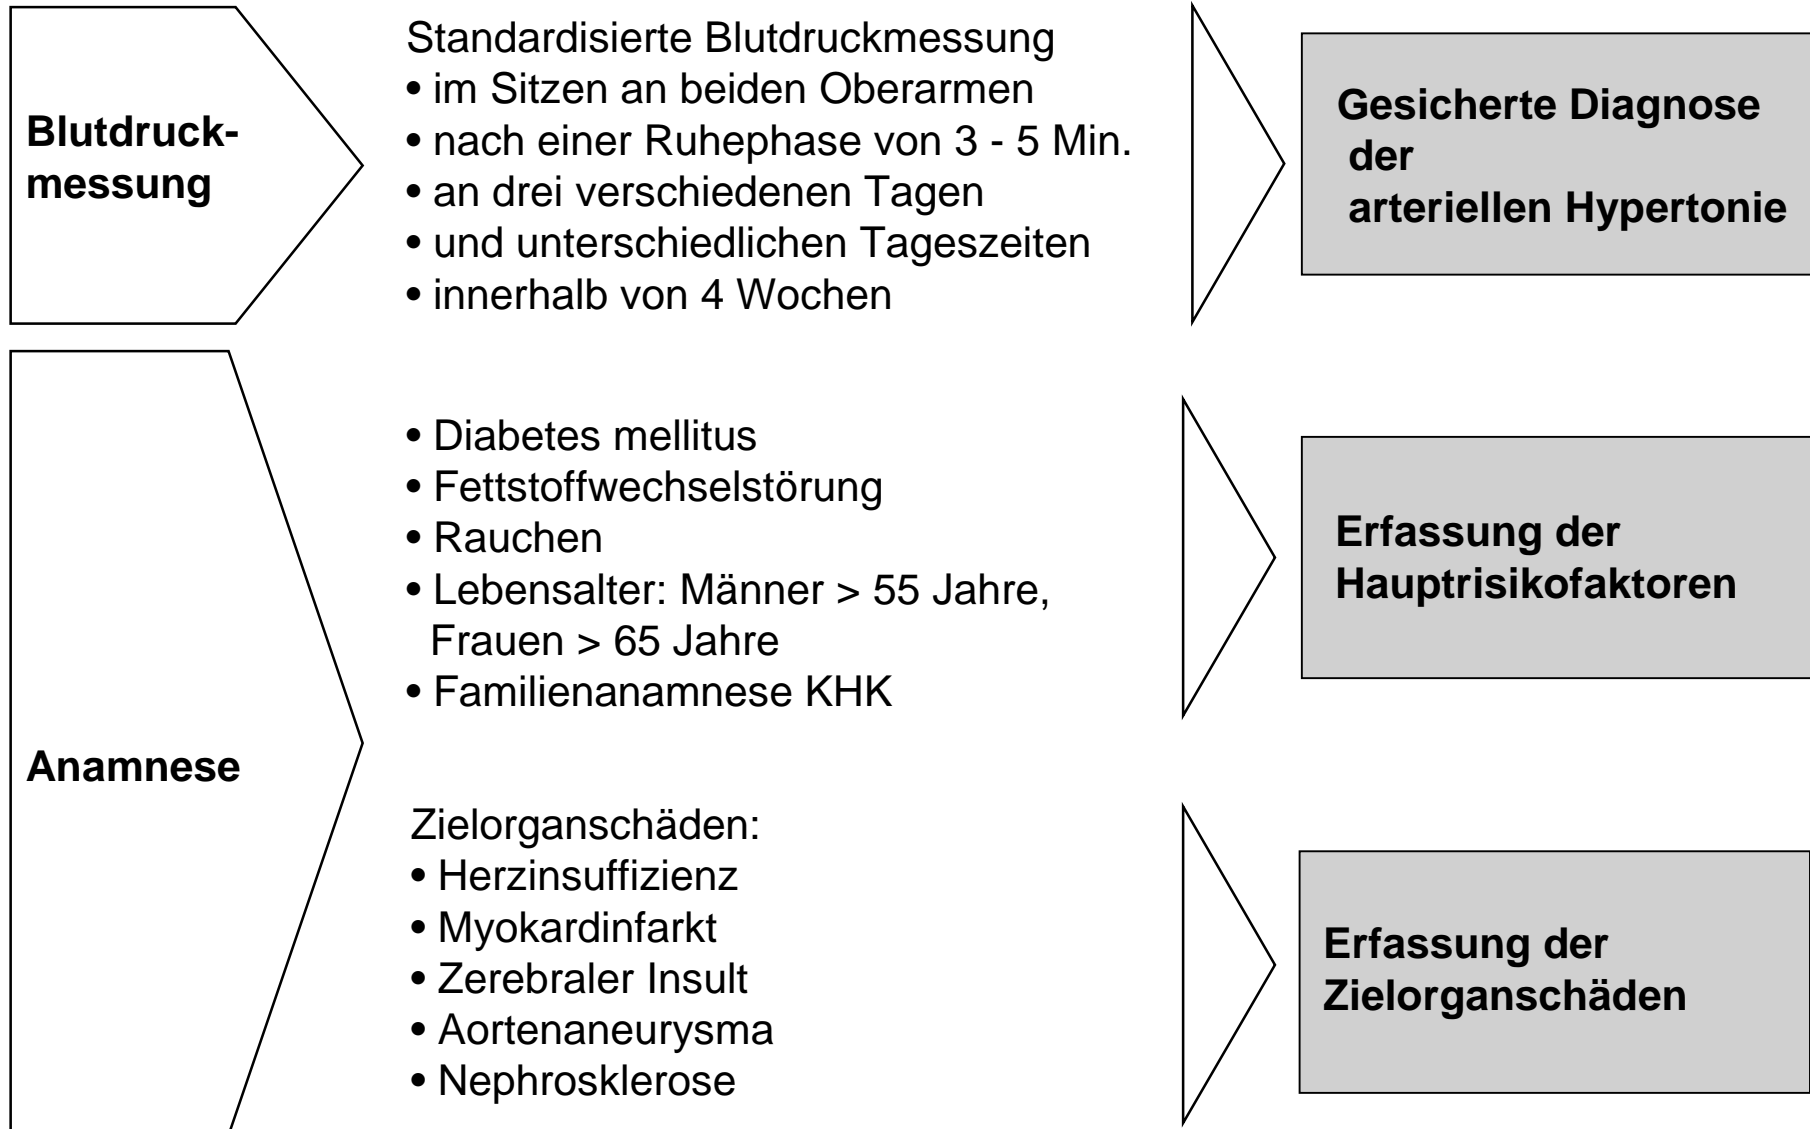 Blutdruck-
messung
Standardisierte Blutdruckmessung
• im Sitzen an beiden Oberarmen
• nach einer Ruhephase von 3 - 5 Min.
• an drei verschiedenen Tagen
• und unterschiedlichen Tageszeiten
• innerhalb von 4 Wochen
Gesicherte Diagnose
der
arteriellen Hypertonie
Anamnese
• Diabetes mellitus
• Fettstoffwechselstörung
• Rauchen
• Lebensalter: Männer > 55 Jahre,
Frauen > 65 Jahre
• Familienanamnese KHK
Erfassung der
Hauptrisikofaktoren
Zielorganschäden:
• Herzinsuffizienz
• Myokardinfarkt
• Zerebraler Insult
• Aortenaneurysma
• Nephrosklerose
Erfassung der
Zielorganschäden